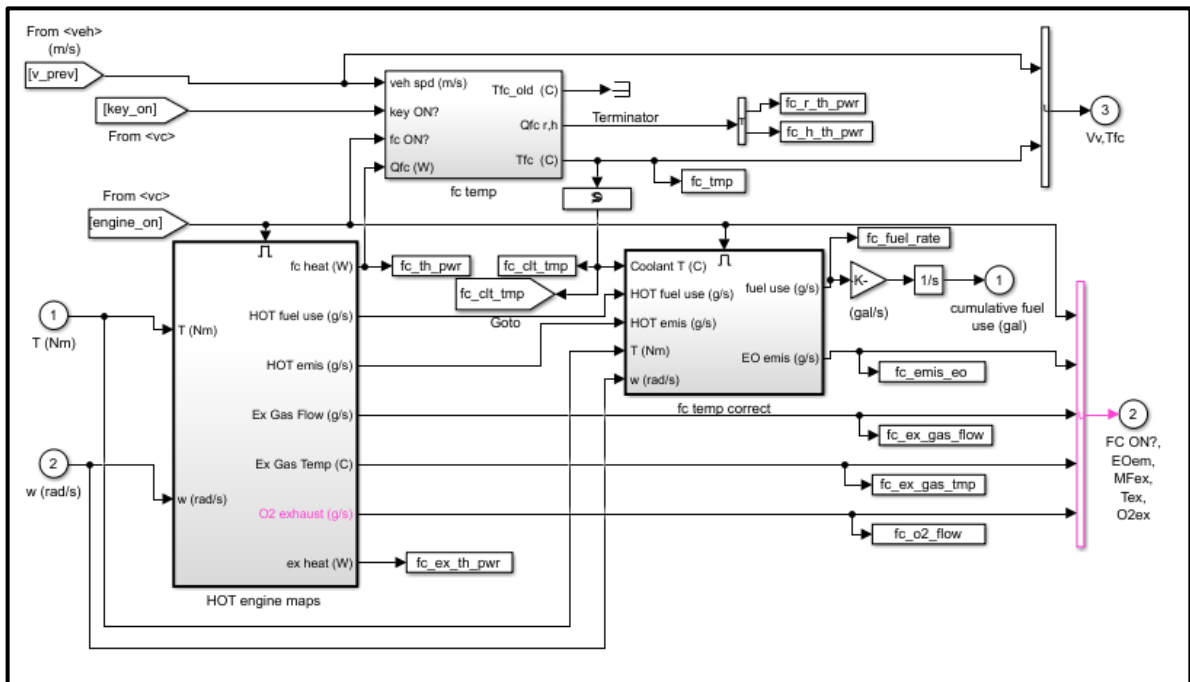 From <veh>
(m/s)
[v_prev]
[key_on]
From <vc>
veh spd (m/s)
key ON?
fc ON?
Qfc (W)
Tfc_old (C)
Qfc r,h
Tfc (C)
fc temp
Terminator
fc_r_th_pwr
fc_h_th_pwr
fc_tmp
3
Vv,Tfc
From <vc>
[engine_on]
fc heat (W)
fc_th_pwr
fc_clt_tmp
fc_clt_tmp
Goto
1
T (Nm)
T (Nm)
HOT fuel use (g/s)
HOT emis (g/s)
Ex Gas Flow (g/s)
Ex Gas Temp (C)
O2 exhaust (g/s)
ex heat (W)
2
w (rad/s)
w (rad/s)
HOT engine maps
fc_ex_th_pwr
Coolant T (C)
HOT fuel use (g/s)
HOT emis (g/s)
T (Nm)
w (rad/s)
fuel use (g/s)
EO emis (g/s)
fc temp correct
fc_fuel_rate
K-
(gal/s)
1/s
1
cumulative fuel
use (gal)
fc_emis_eo
fc_ex_gas_flow
fc_ex_gas_tmp
fc_o2_flow
2
FC ON?,
EOem,
MFex,
Tex,
O2ex